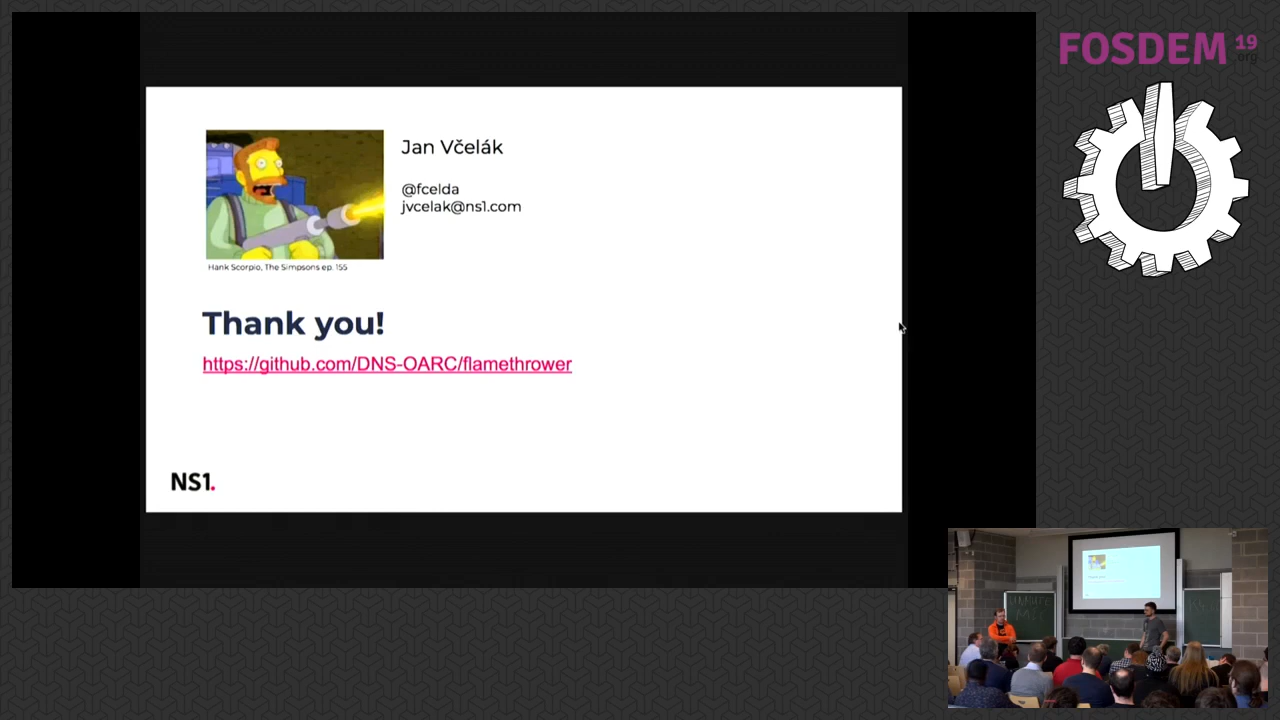 FOSDEM 19
.org
Jan Včelák
@fcelda
jvcelak@ns1.com
Hank Scorpio, The Simpsons ep. 155
Thank you!
https://github.com/DNS-OARC/flamethrower
NS1.